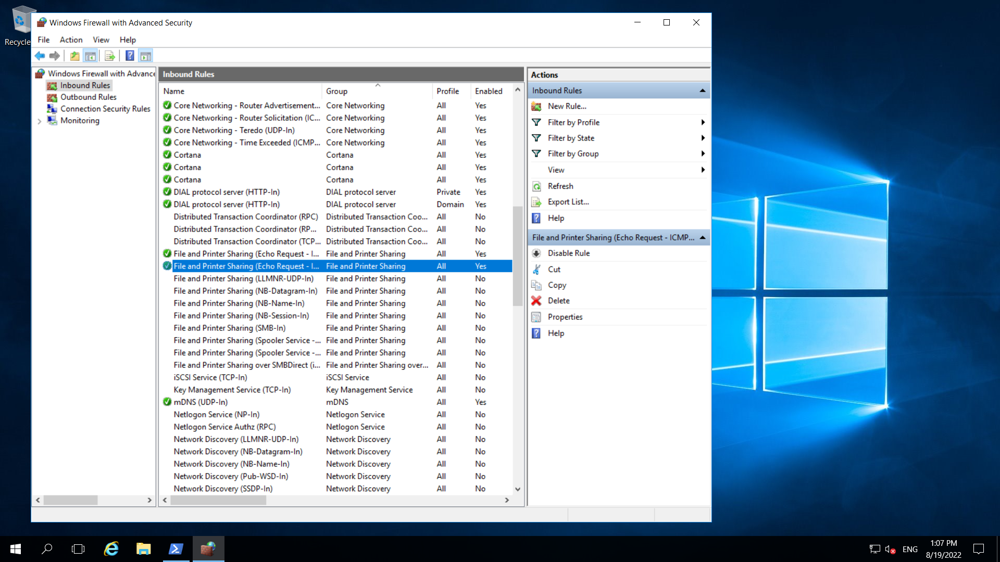 Recycle
Windows Firewall with Advanced Security
File Action View Help
Windows Firewall with Advance
Inbound Rules
Outbound Rules
Connection Security Rules
Monitoring
Inbound Rules
Name Group Profile Enabled
Core Networking - Router Advertisement... Core Networking All Yes
Core Networking - Router Solicitation (IC... Core Networking All Yes
Core Networking - Teredo (UDP-In) Core Networking All Yes
Core Networking - Time Exceeded (ICMP... Core Networking All Yes
Cortana Cortana All Yes
Cortana Cortana All Yes
Cortana Cortana All Yes
DIAL protocol server (HTTP-In) DIAL protocol server Private Yes
DIAL protocol server (HTTP-In) DIAL protocol server Domain Yes
Distributed Transaction Coordinator (RPC) Distributed Transaction Coo... All No
Distributed Transaction Coordinator (RP... Distributed Transaction Coo... All No
Distributed Transaction Coordinator (TCP... Distributed Transaction Coo... All No
File and Printer Sharing (Echo Request - I... File and Printer Sharing All Yes
File and Printer Sharing (Echo Request - I... File and Printer Sharing All Yes
File and Printer Sharing (LLMNR-UDP-In) File and Printer Sharing All No
File and Printer Sharing (NB-Datagram-In) File and Printer Sharing All No
File and Printer Sharing (NB-Name-In) File and Printer Sharing All No
File and Printer Sharing (NB-Session-In) File and Printer Sharing All No
File and Printer Sharing (SMB-In) File and Printer Sharing All No
File and Printer Sharing (Spooler Service -... File and Printer Sharing All No
File and Printer Sharing (Spooler Service -... File and Printer Sharing All No
File and Printer Sharing over SMBDirect (i... File and Printer Sharing over... All No
iSCSI Service (TCP-In) iSCSI Service All No
Key Management Service (TCP-In) Key Management Service All No
mDNS (UDP-In) mDNS All Yes
Netlogon Service (NP-In) Netlogon Service All No
Netlogon Service Authz (RPC) Netlogon Service All No
Network Discovery (LLMNR-UDP-In) Network Discovery All No
Network Discovery (NB-Datagram-In) Network Discovery All No
Network Discovery (NB-Name-In) Network Discovery All No
Network Discovery (Pub-WSD-In) Network Discovery All No
Network Discovery (SSDP-In) Network Discovery All No
Actions
Inbound Rules
New Rule...
Filter by Profile
Filter by State
Filter by Group
View
Refresh
Export List...
Help
File and Printer Sharing (Echo Request - ICMP...
Disable Rule
Cut
Copy
Delete
Properties
Help
ENG
1:07 PM
8/19/2022